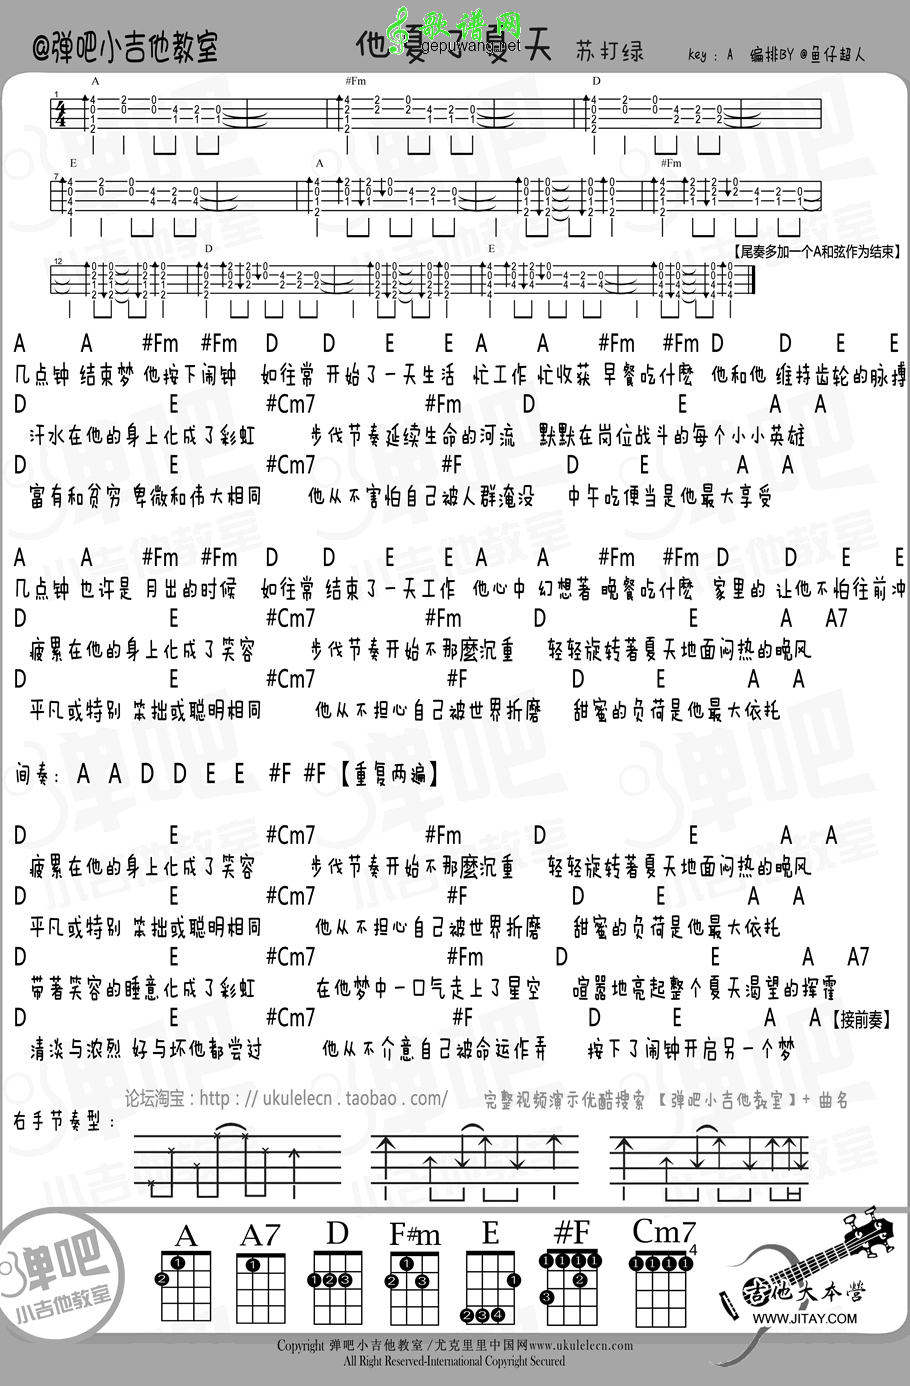 @弹吧小吉他教室 歌谱网 gepuwang.net 他夏了夏天 苏打绿 Key : A 编排BY @鱼仔超人
A #Fm D
E A #Fm
【尾奏多加一个A和弦作为结束】
D E
A A #Fm #Fm D D E E A A #Fm #Fm D D E E
几点钟 结束梦 他按下闹钟 如往常 开始了一天生活 忙工作 忙收获 早餐吃什麽 他和他 维持齿轮的脉搏
D E #Cm7 #Fm D E A A
汗水在他的身上化成了彩虹 步伐节奏延续生命的河流 默默在岗位战斗的每个小小英雄
D E #Cm7 #F D E A A
富有和贫穷 卑微和伟大相同 他从不害怕自己被人群淹没 中午吃便当是他最大享受
A A #Fm #Fm D D E E A A #Fm #Fm D D E E
几点钟 也许是 月出的时候 如往常 结束了一天工作 他心中 幻想著 晚餐吃什麽 家里的 让他不怕往前冲
D E #Cm7 #Fm D E A A7
疲累在他的身上化成了笑容 步伐节奏开始不那麼沉重 轻轻旋转著夏天地面闷热的晚风
D E #Cm7 #F D E A A
平凡或特别 笨拙或聪明相同 他从不担心自己被世界折磨 甜蜜的负荷是他最大依托
间奏: A A D D E E #F #F【重复两遍】
D E #Cm7 #Fm D E A A
疲累在他的身上化成了笑容 步伐节奏开始不那麼沉重 轻轻旋转著夏天地面闷热的晚风
D E #Cm7 #F D E A A
平凡或特别 笨拙或聪明相同 他从不担心自己被世界折磨 甜蜜的负荷是他最大依托
D E #Cm7 #Fm D E A A7
带著笑容的睡意化成了彩虹 在他梦中一口气走上了星空 喧嚣地亮起整个夏天渴望的挥霍
D E #Cm7 #F D E A A【接前奏】
清淡与浓烈 好与坏他都尝过 他从不介意自己被命运作弄 按下了闹钟开启另一个梦
论坛淘宝 : http : // ukulelecn . taobao . com/ 完整视频演示优酷搜索 【弹吧小吉他教室】+ 曲名
右手节奏型 :
A A7 D F#m E #F Cm7
4
弹吧 小吉他教室
吉他大本营
WWW.JITAY.COM
Copyright 弹吧小吉他教室/尤克里里中国网www.ukulelecn.com
All Right Reserved-International Copyright Secured